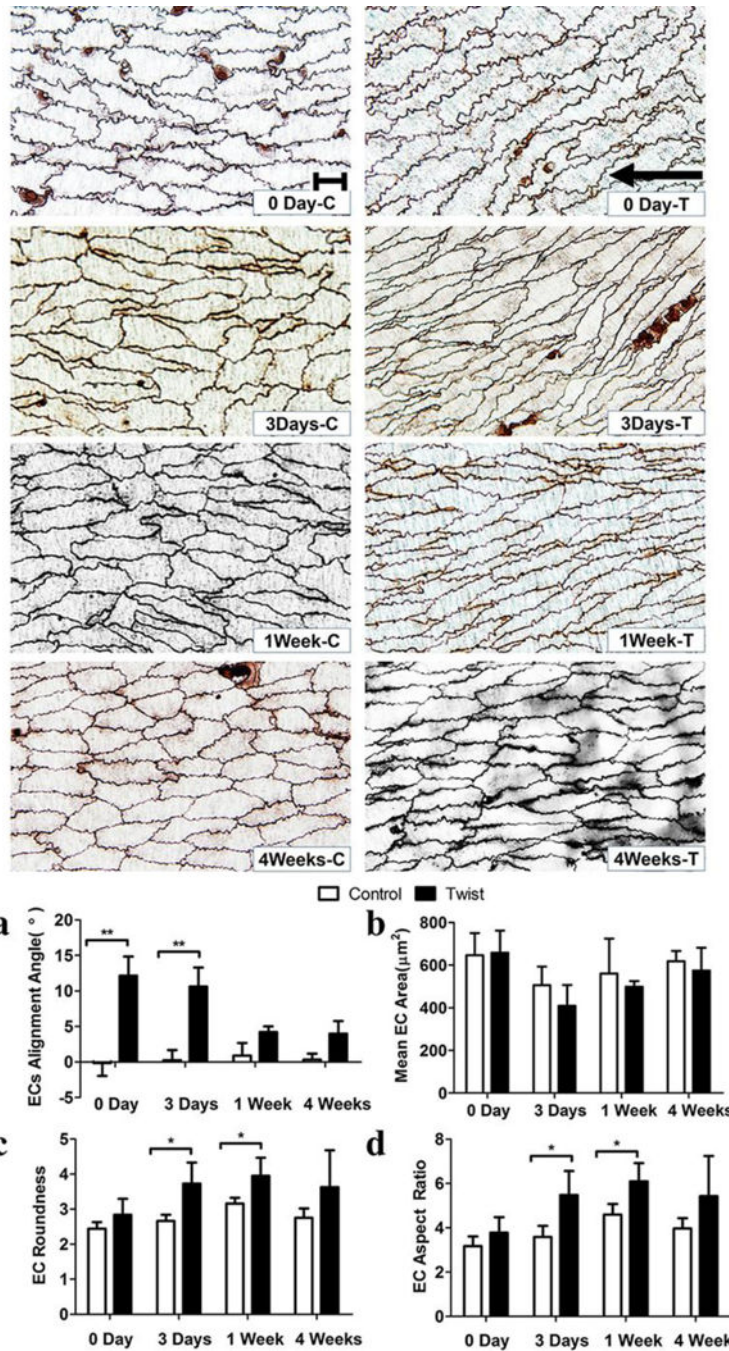 0 Day-C
0 Day-T
3Days-C
3Days-T
1Week-C
1Week-T
4Weeks-C
4Weeks-T
Control Twist
a
ECs Alignment Angle( ° )
20
15
10
5
0
-5
** **
0 Day 3 Days 1 Week 4 Weeks
b
Mean EC Area(μm²)
800
600
400
200
0
0 Day 3 Days 1 Week 4 Weeks
c
EC Roundness
5
4
3
2
1
0
* *
0 Day 3 Days 1 Week 4 Weeks
d
EC Aspect Ratio
8
6
4
2
0
* *
0 Day 3 Days 1 Week 4 Weeks